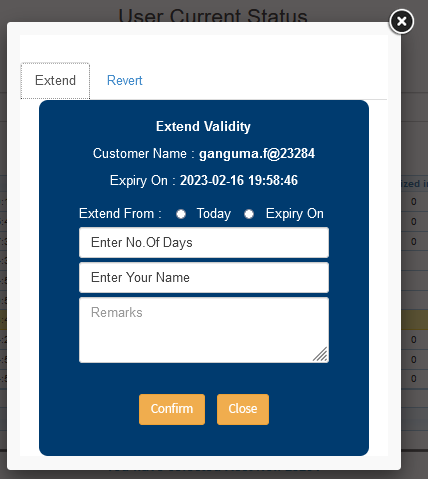 User Current Status
Extend Revert
Extend Validity
Customer Name : ganguma.f@23284
Expiry On : 2023-02-16 19:58:46
Extend From : Today Expiry On
Enter No.Of Days
Enter Your Name
Remarks
Confirm Close